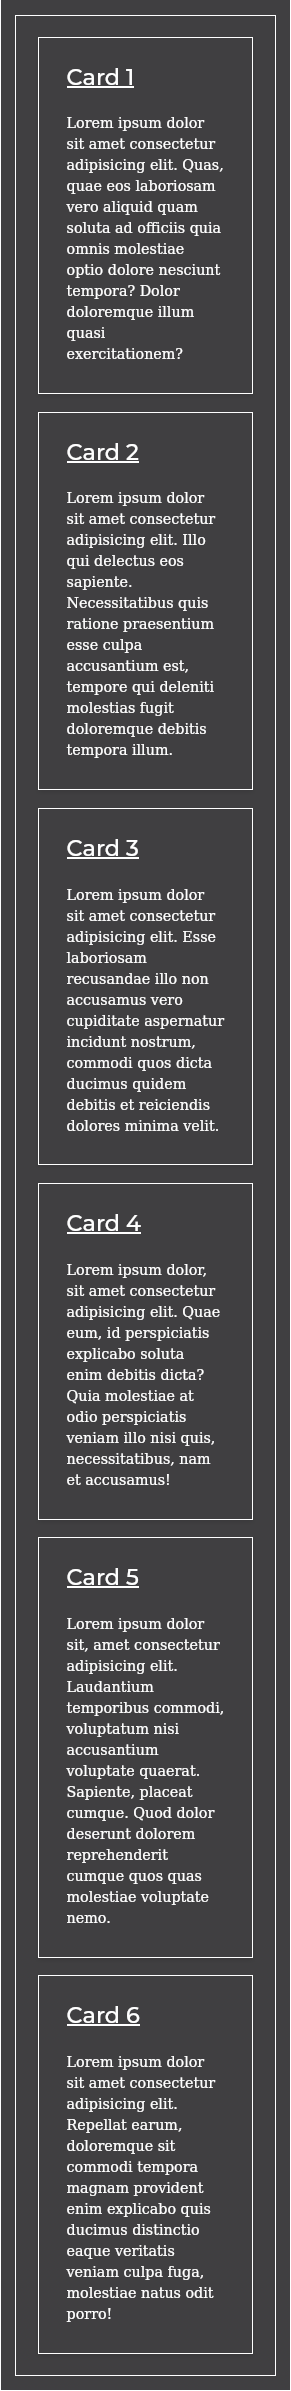 Card 1
Lorem ipsum dolor
sit amet consectetur
adipisicing elit. Quas,
quae eos laboriosam
vero aliquid quam
soluta ad officiis quia
omnis molestiae
optio dolore nesciunt
tempora? Dolor
doloremque illum
quasi
exercitationem?
Card 2
Lorem ipsum dolor
sit amet consectetur
adipisicing elit. Illo
qui delectus eos
sapiente.
Necessitatibus quis
ratione praesentium
esse culpa
accusantium est,
tempore qui deleniti
molestias fugit
doloremque debitis
tempora illum.
Card 3
Lorem ipsum dolor
sit amet consectetur
adipisicing elit. Esse
laboriosam
recusandae illo non
accusamus vero
cupiditate aspernatur
incidunt nostrum,
commodi quos dicta
ducimus quidem
debitis et reiciendis
dolores minima velit.
Card 4
Lorem ipsum dolor,
sit amet consectetur
adipisicing elit. Quae
eum, id perspiciatis
explicabo soluta
enim debitis dicta?
Quia molestiae at
odio perspiciatis
veniam illo nisi quis,
necessitatibus, nam
et accusamus!
Card 5
Lorem ipsum dolor
sit, amet consectetur
adipisicing elit.
Laudantium
temporibus commodi,
voluptatum nisi
accusantium
voluptate quaerat.
Sapiente, placeat
cumque. Quod dolor
deserunt dolorem
reprehenderit
cumque quos quas
molestiae voluptate
nemo.
Card 6
Lorem ipsum dolor
sit amet consectetur
adipisicing elit.
Repellat earum,
doloremque sit
commodi tempora
magnam provident
enim explicabo quis
ducimus distinctio
eaque veritatis
veniam culpa fuga,
molestiae natus odit
porro!